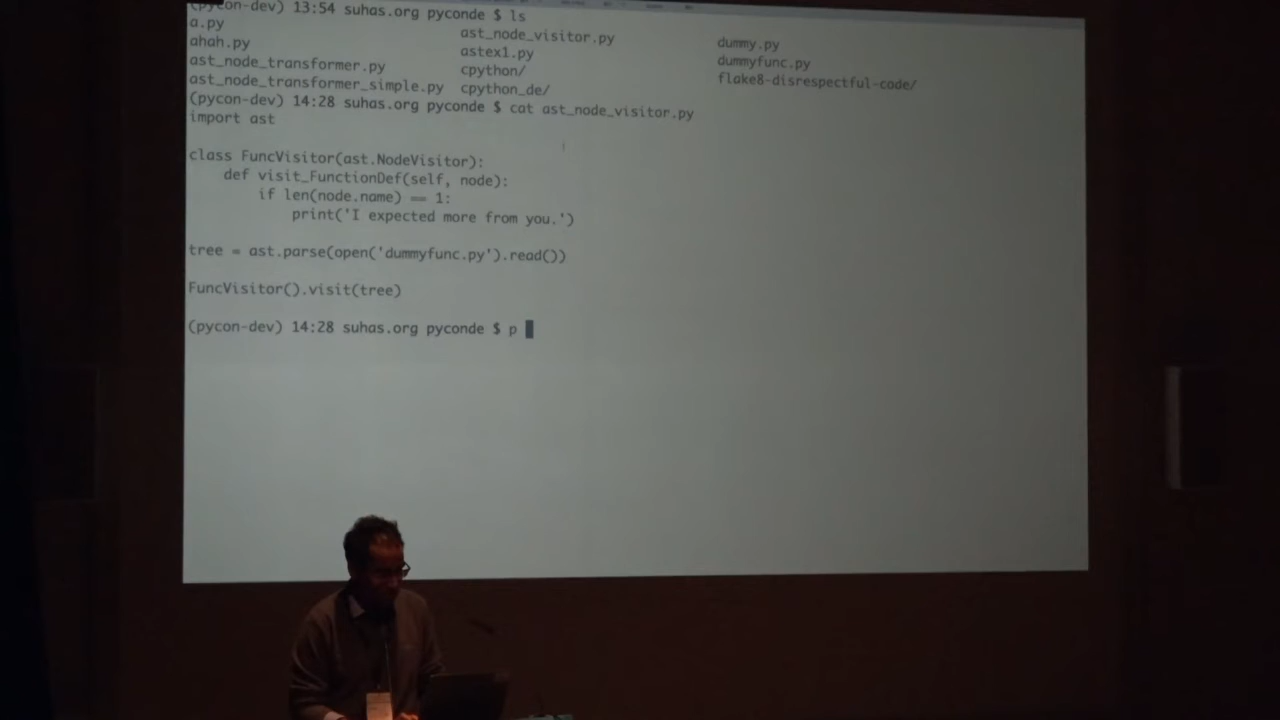 (pycon-dev) 13:54 suhas.org pyconde $ ls
a.py ast_node_visitor.py dummy.py
ahah.py astex1.py dummyfunc.py
ast_node_transformer.py cpython/ flake8-disrespectful-code/
ast_node_transformer_simple.py cpython_de/
(pycon-dev) 14:28 suhas.org pyconde $ cat ast_node_visitor.py
import ast
class FuncVisitor(ast.NodeVisitor):
    def visit_FunctionDef(self, node):
        if len(node.name) == 1:
            print('I expected more from you.')
tree = ast.parse(open('dummyfunc.py').read())
FuncVisitor().visit(tree)
(pycon-dev) 14:28 suhas.org pyconde $ p